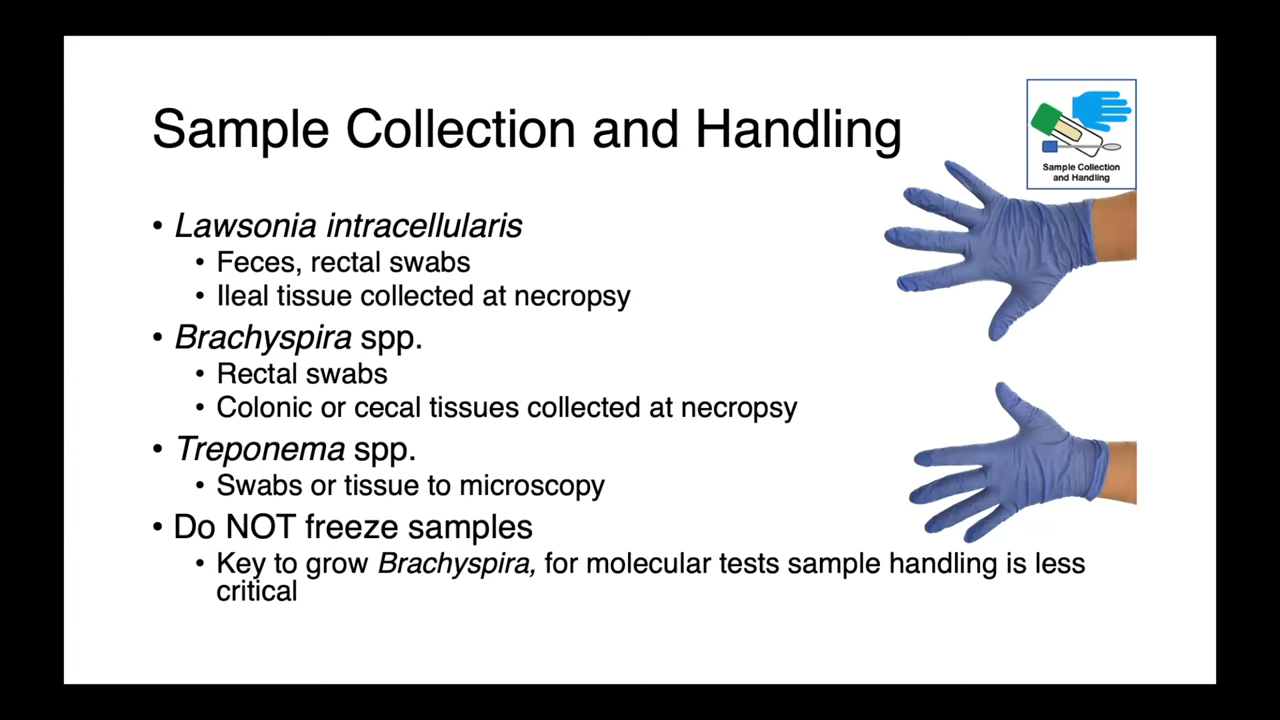 Sample Collection and Handling
Sample Collection
and Handling
• Lawsonia intracellularis
• Feces, rectal swabs
• Ileal tissue collected at necropsy
• Brachyspira spp.
• Rectal swabs
• Colonic or cecal tissues collected at necropsy
• Treponema spp.
• Swabs or tissue to microscopy
• Do NOT freeze samples
• Key to grow Brachyspira, for molecular tests sample handling is less
critical